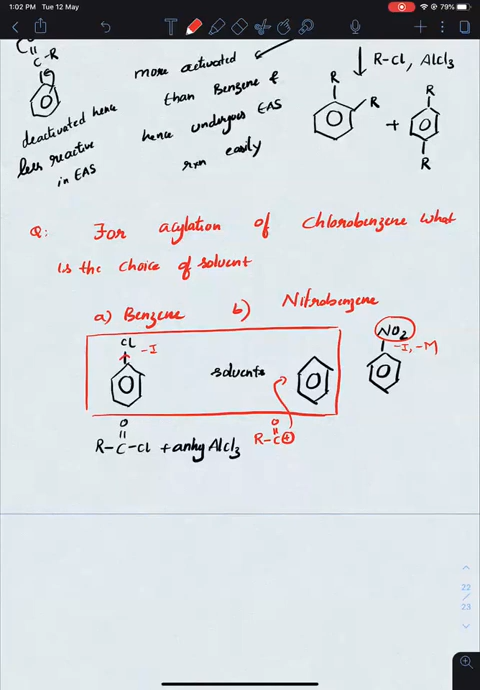 1:02 PM Tue 12 May
79%
R-Cl, AlCl3
C-R
more activated
than Benzene &
hence undergoes EAS
rxn easily
deactivated hence
less reactive
in EAS
R
R
+
R
R
Q: For acylation of Chlorobenzene what
is the choice of solvent
a) Benzene b) Nitrobenzene
Cl
-I
solvents
NO2
-I, -M
O
R-C-Cl + anhy AlCl3
O
R-C+
22
/
23